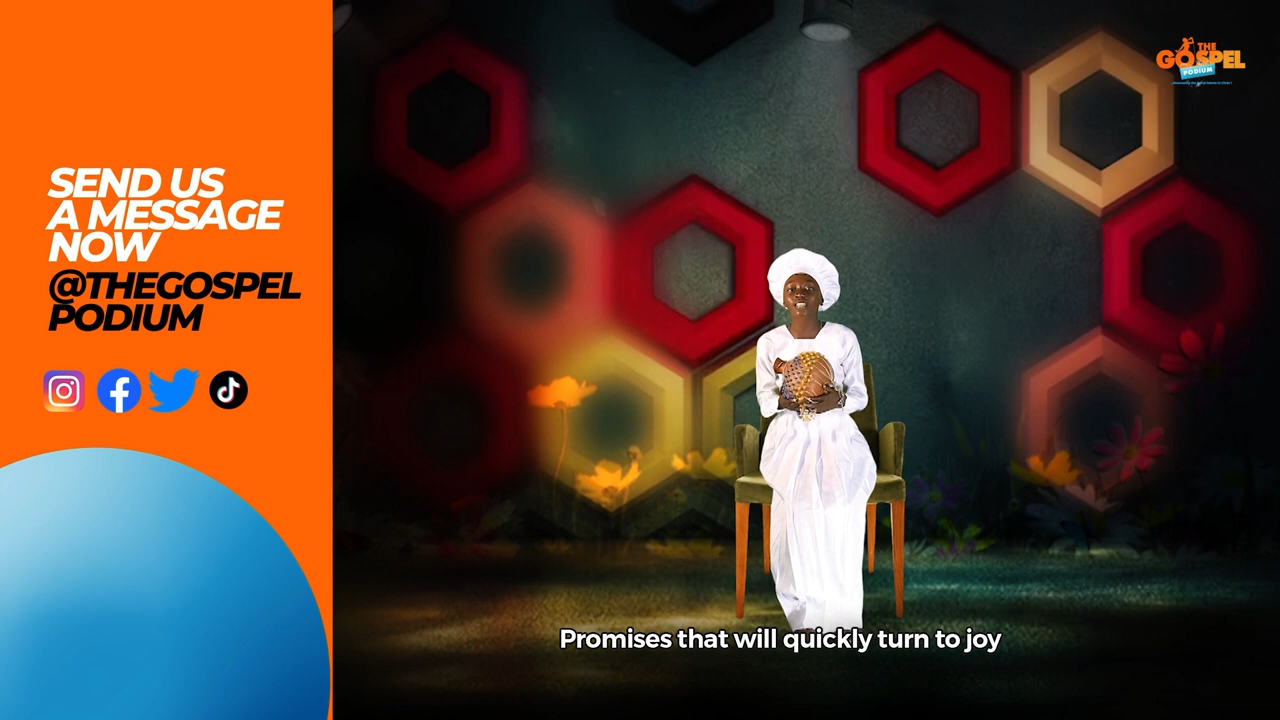 SEND US
A MESSAGE
NOW
@THEGOSPEL
PODIUM
THE
GOSPEL
PODIUM
Promises that will quickly turn to joy